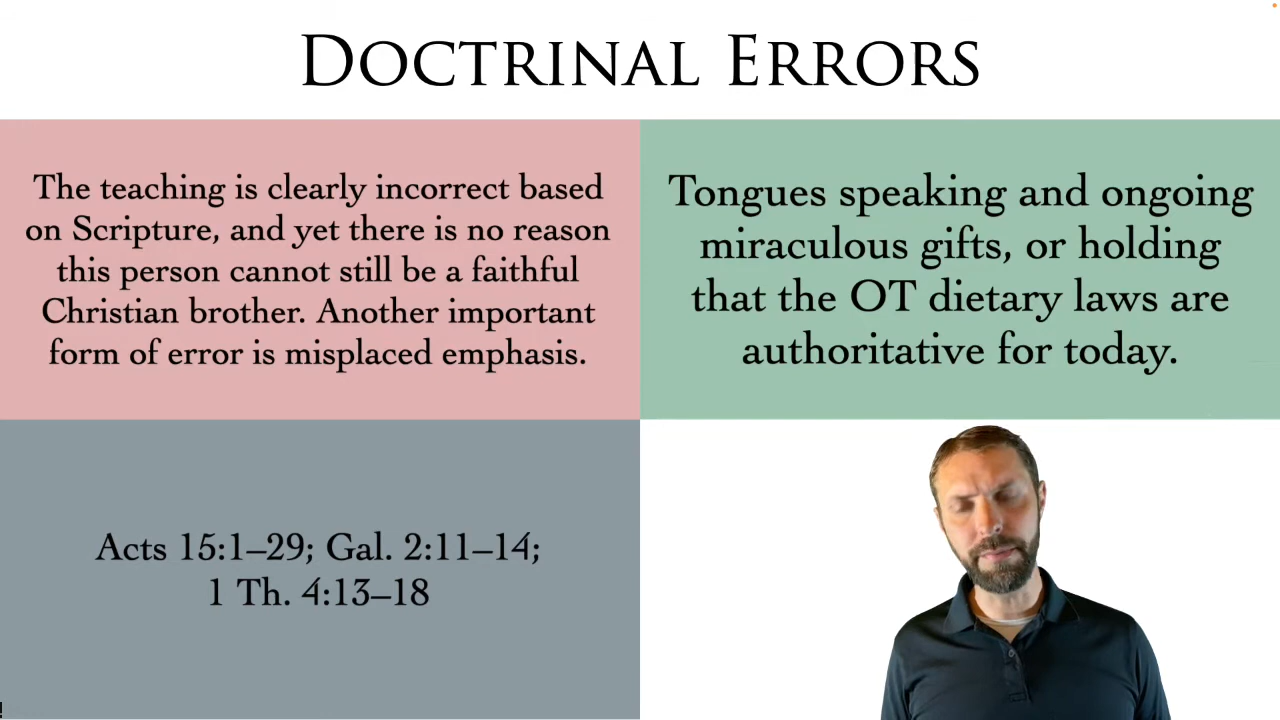 DOCTRINAL ERRORS
The teaching is clearly incorrect based
on Scripture, and yet there is no reason
this person cannot still be a faithful
Christian brother. Another important
form of error is misplaced emphasis.
Tongues speaking and ongoing
miraculous gifts, or holding
that the OT dietary laws are
authoritative for today.
Acts 15:1–29; Gal. 2:11–14;
1 Th. 4:13–18